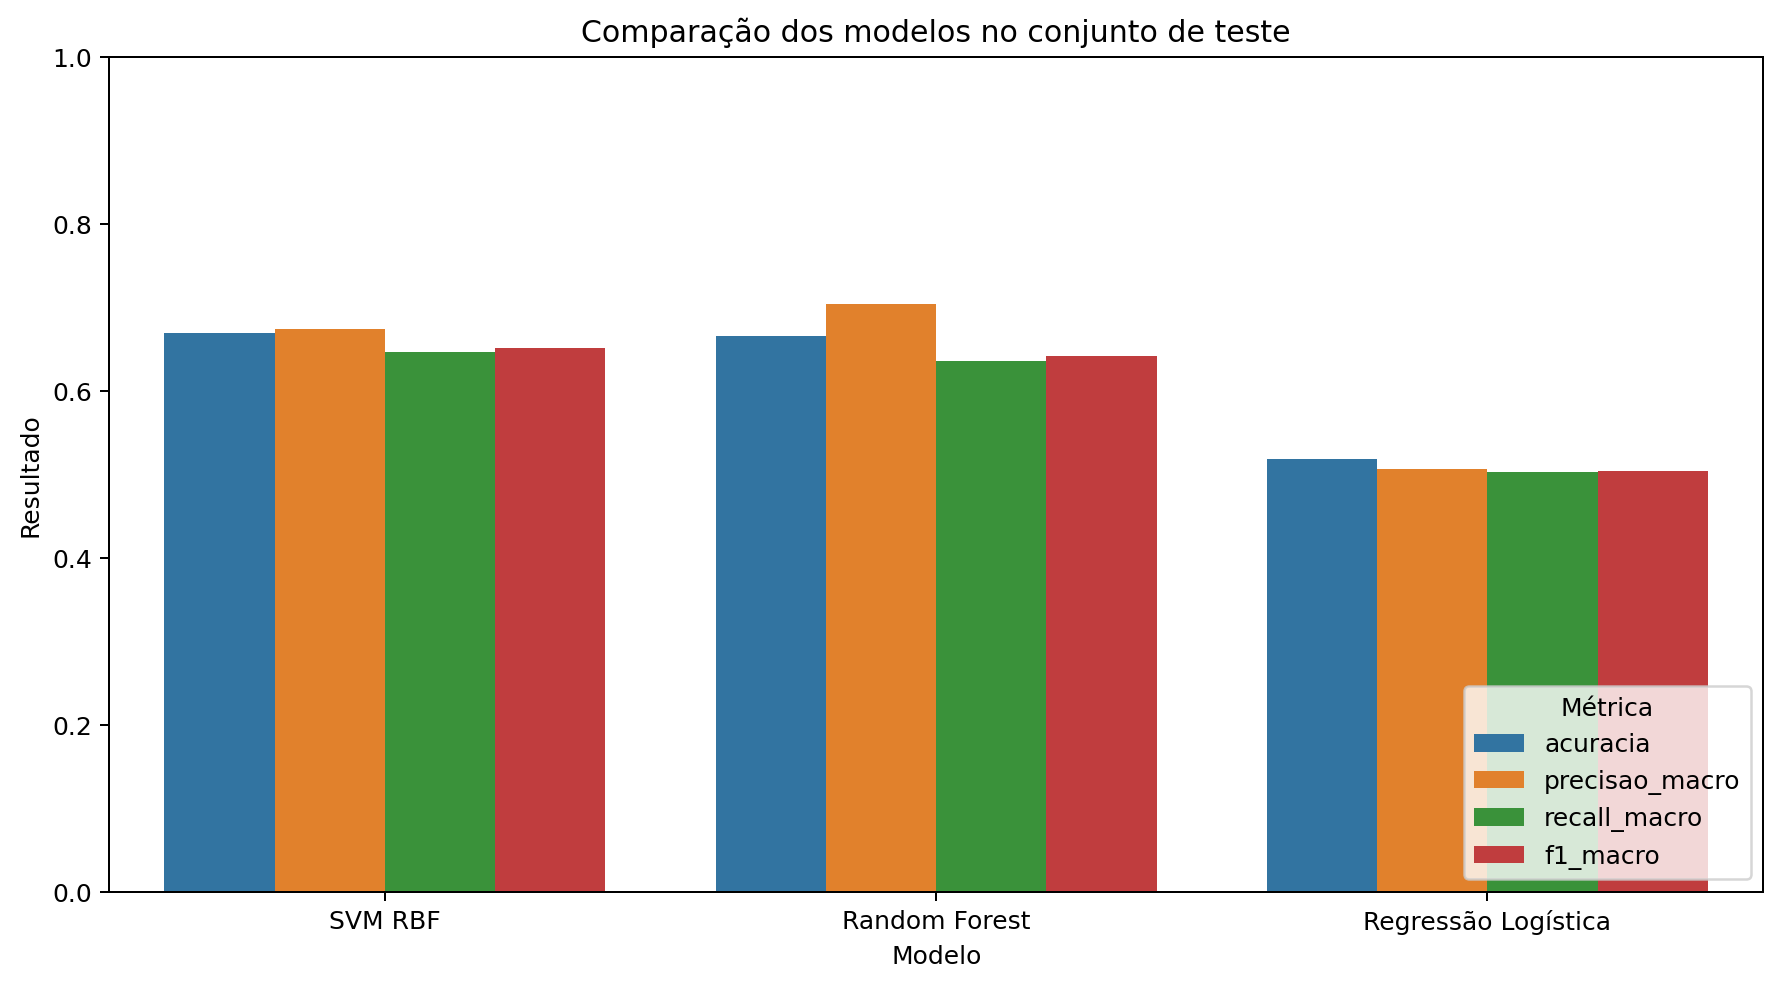 Comparação dos modelos no conjunto de teste
1.0
0.8
0.6
0.4
0.2
0.0
Resultado
SVM RBF
Random Forest
Regressão Logística
Modelo
Métrica
acuracia
precisao_macro
recall_macro
f1_macro